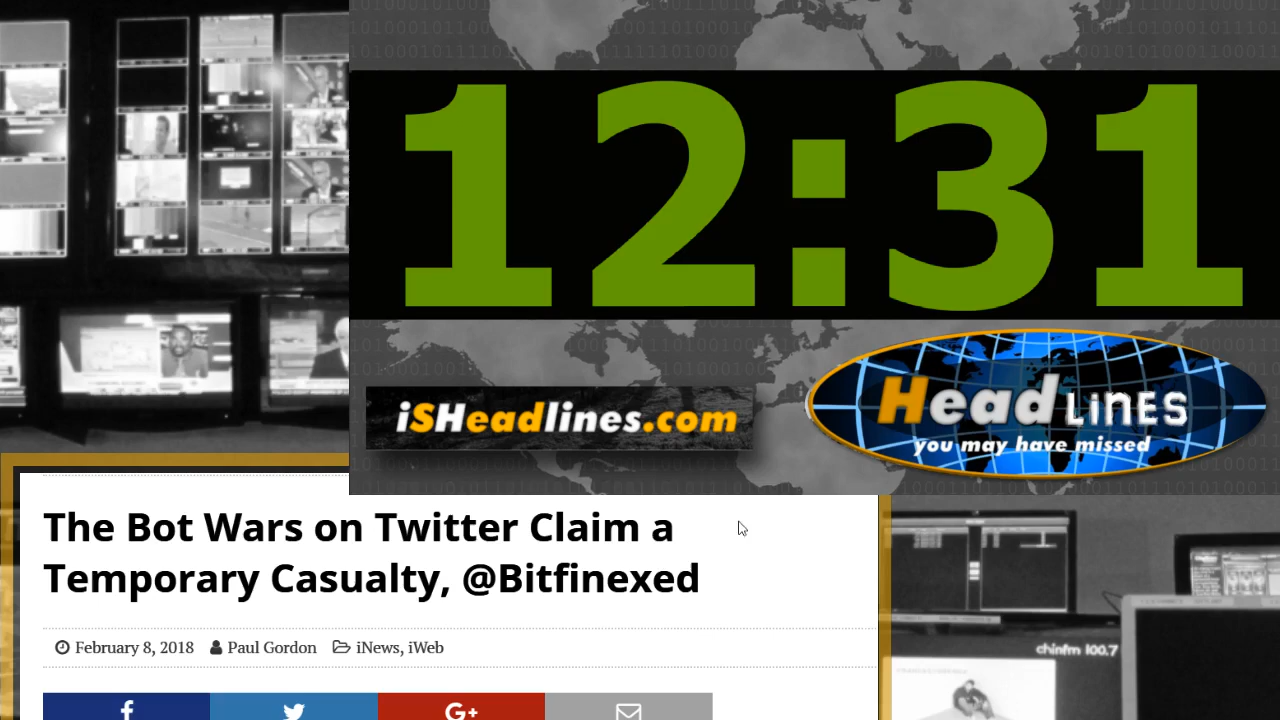 12:31
iSHeadlines.com
HeadLiNES
you may have missed
The Bot Wars on Twitter Claim a
Temporary Casualty, @Bitfinexed
February 8, 2018 Paul Gordon iNews, iWeb
f G+
chinfm 100.7